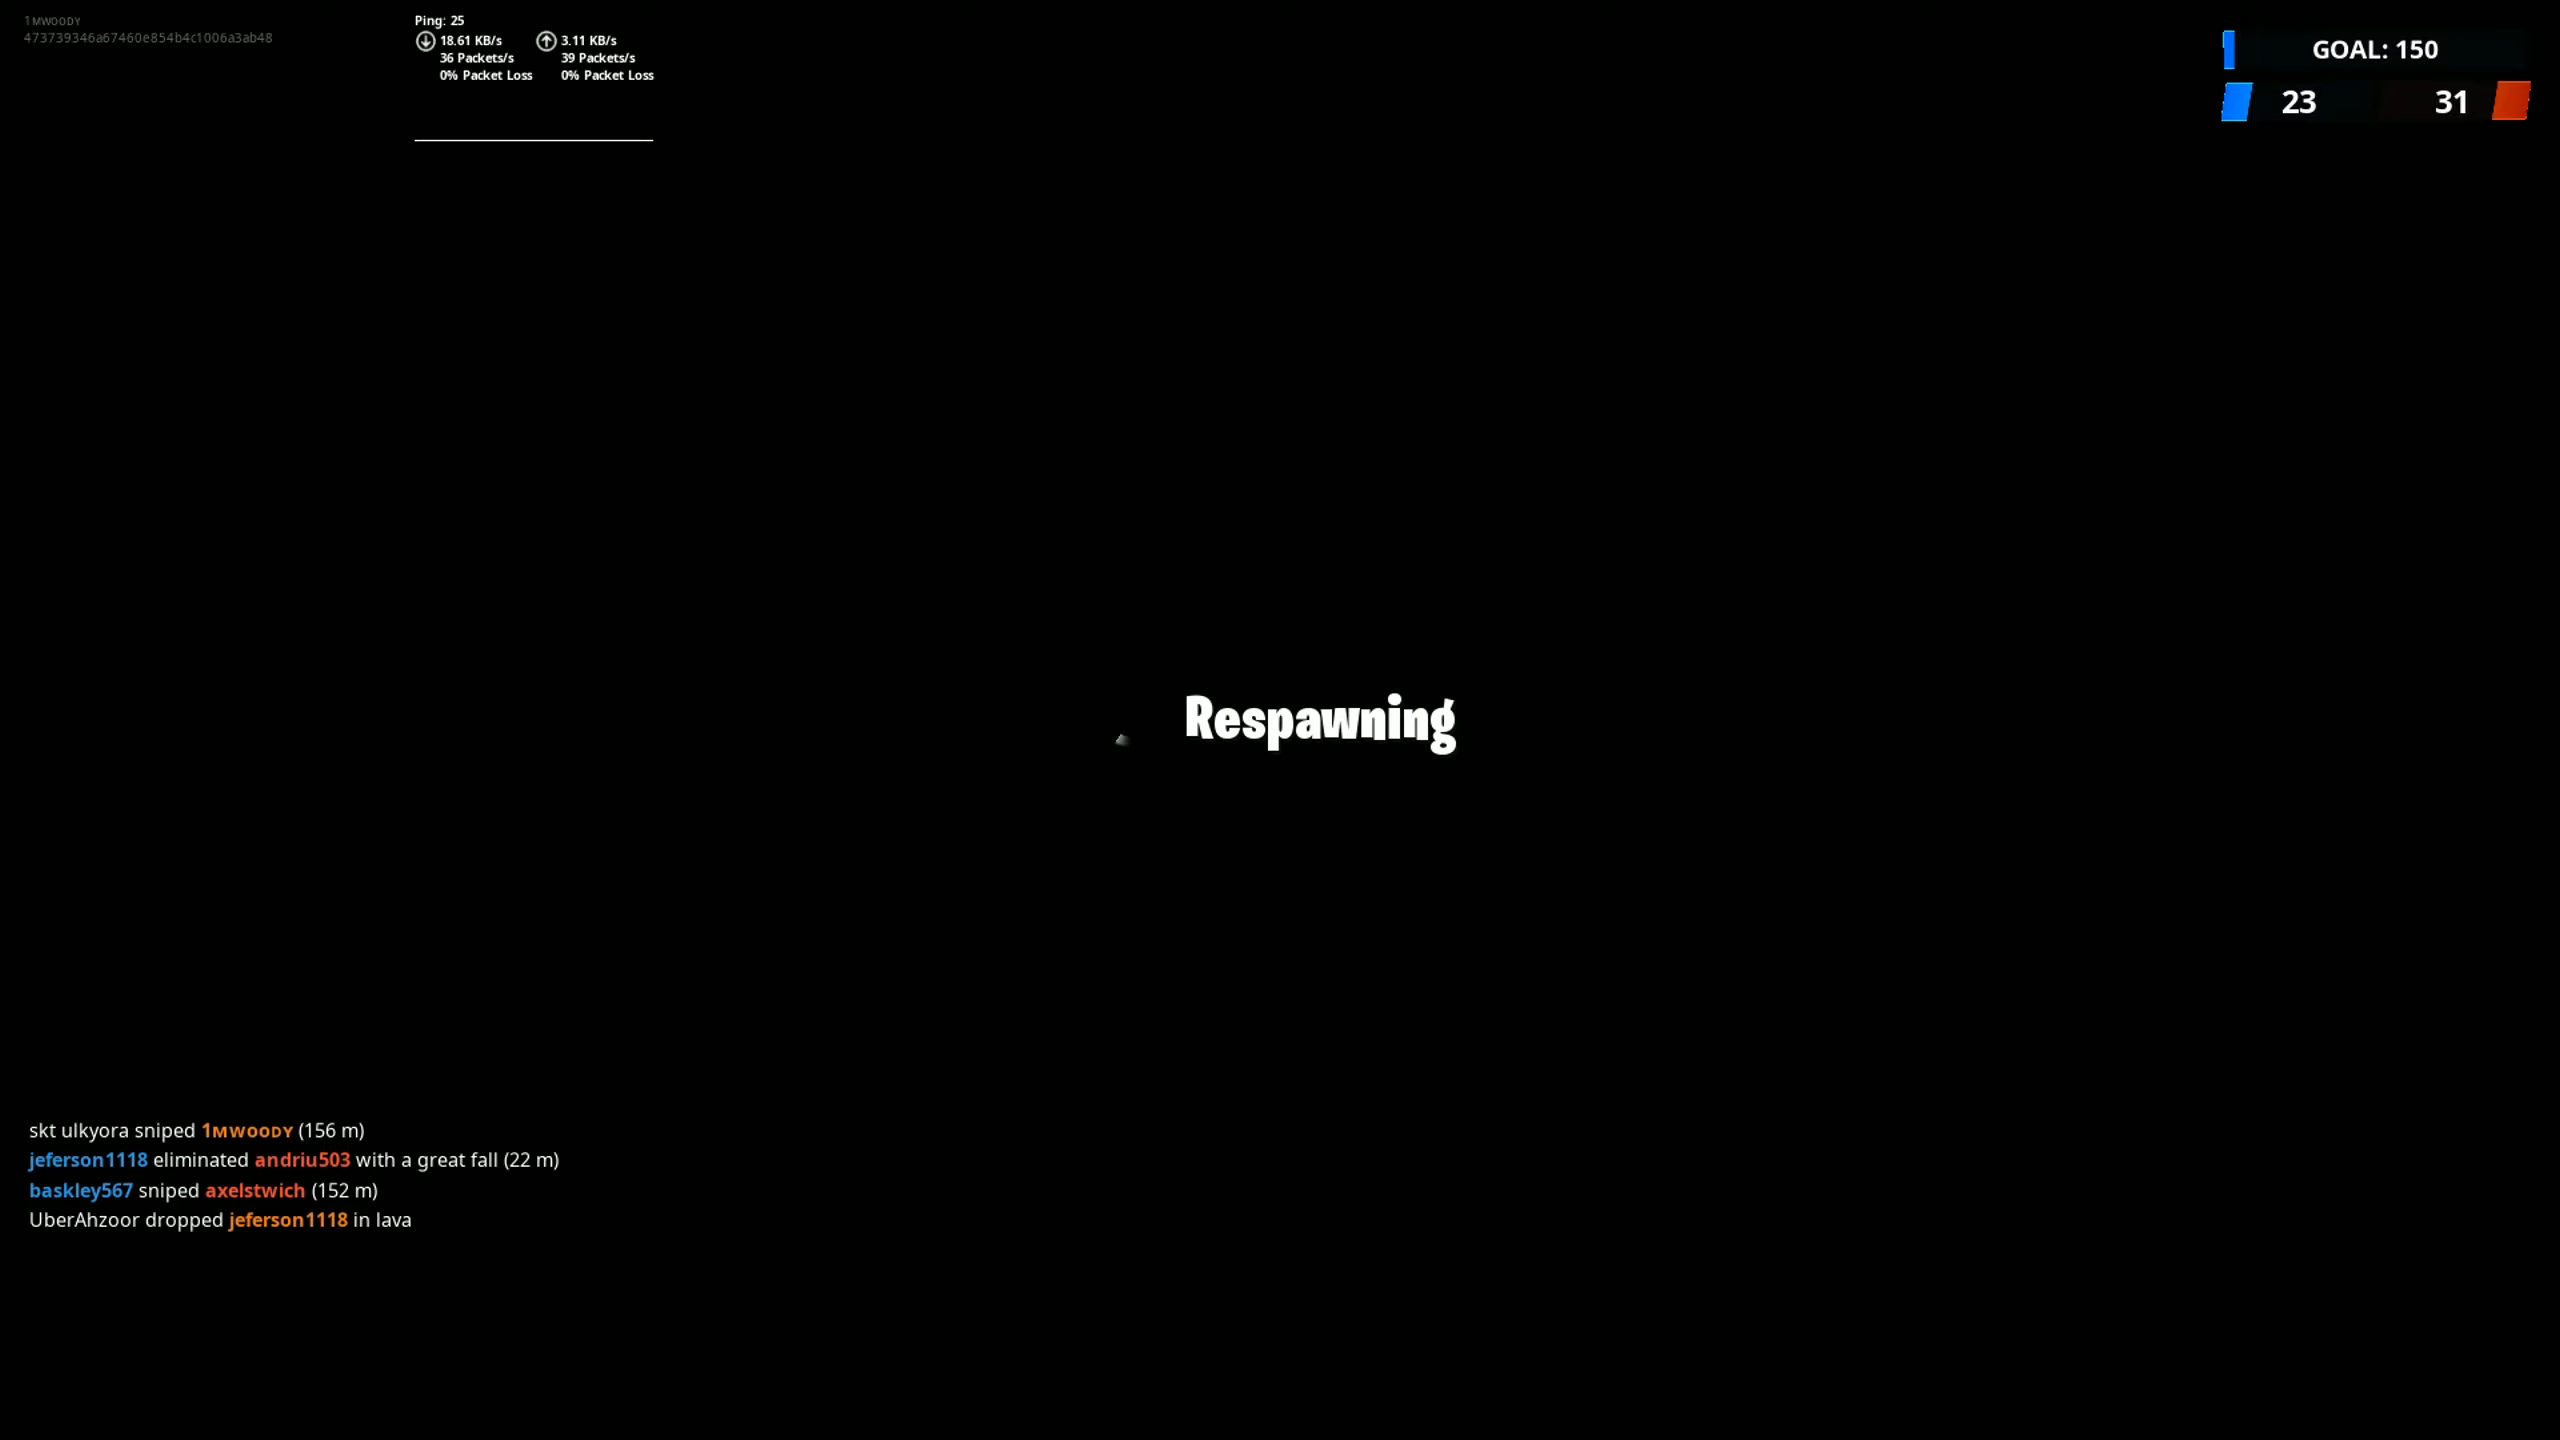 1ᴍᴡᴏᴏᴅʏ
473739346a67460e854b4c1006a3ab48
Ping: 25
18.61 KB/s 3.11 KB/s
36 Packets/s 39 Packets/s
0% Packet Loss 0% Packet Loss
GOAL: 150
23 31
Respawning
skt ulkyora sniped 1ᴍᴡᴏᴏᴅʏ (156 m)
jeferson1118 eliminated andriu503 with a great fall (22 m)
baskley567 sniped axelstwich (152 m)
UberAhzoor dropped jeferson1118 in lava